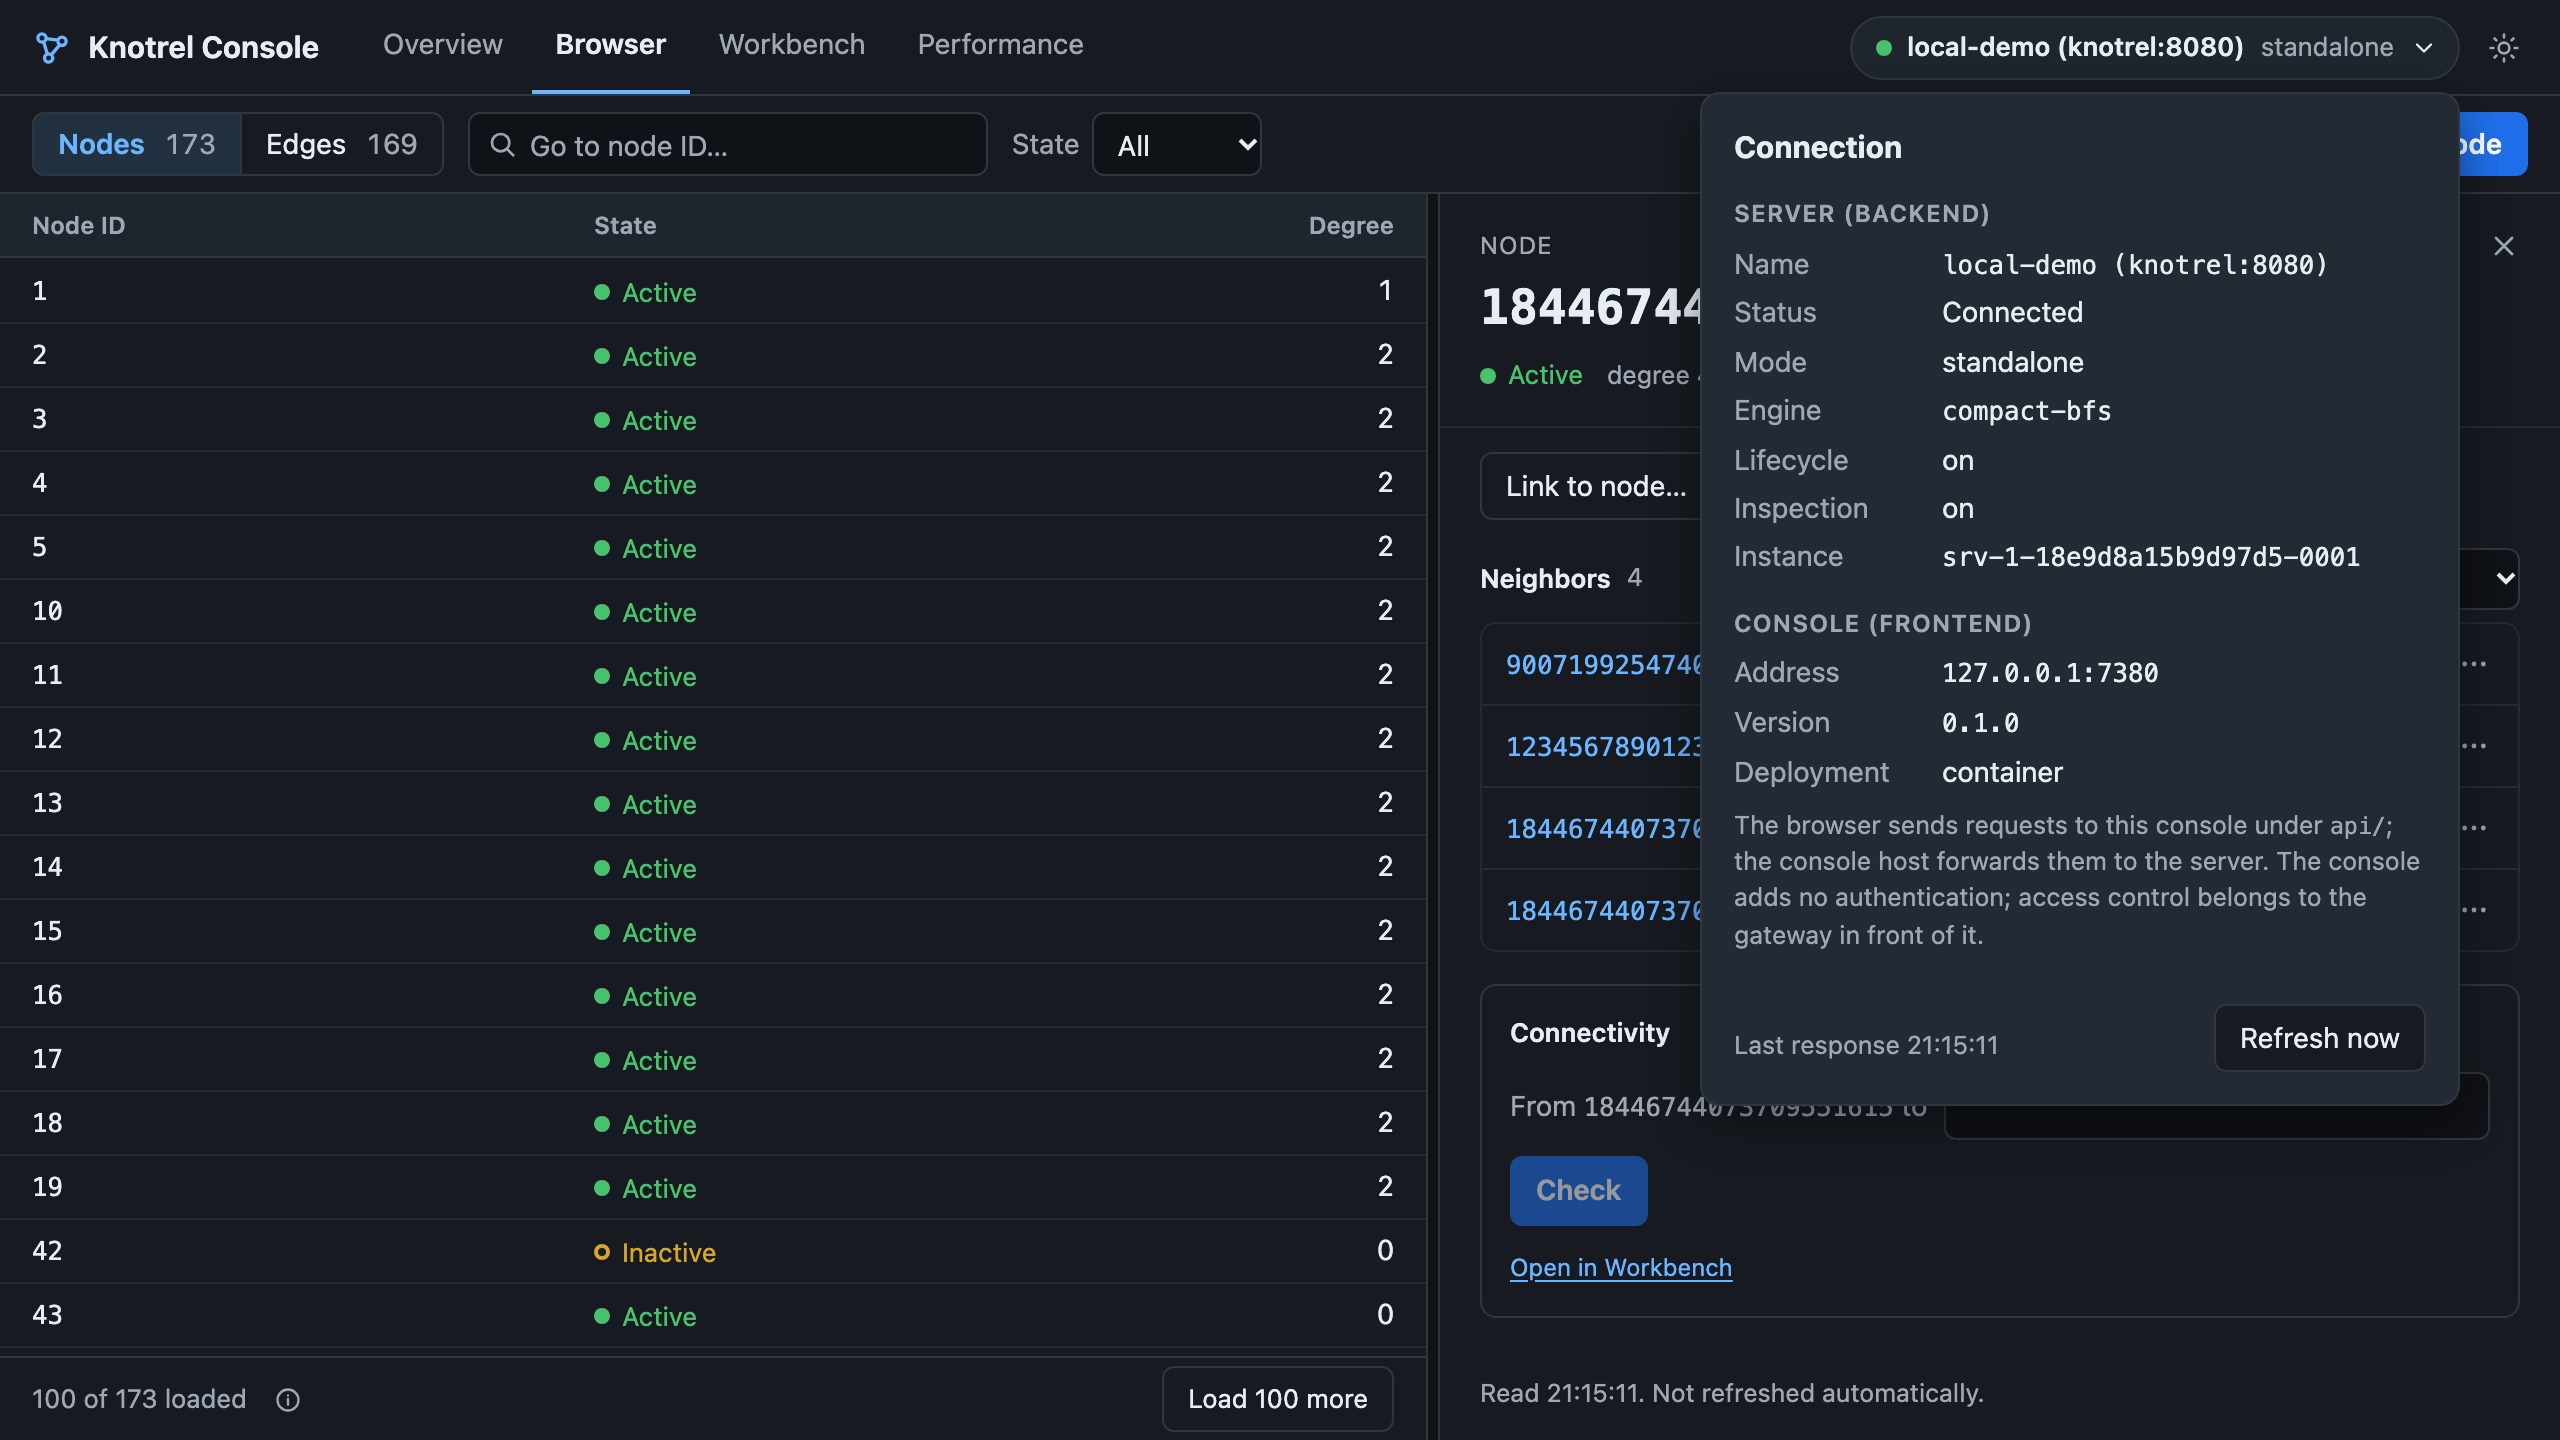 Knotrel Console
Overview
Browser
Workbench
Performance
local-demo (knotrel:8080) standalone
Nodes 173
Edges 169
Go to node ID...
State
All
Node ID State Degree
1 Active 1
2 Active 2
3 Active 2
4 Active 2
5 Active 2
10 Active 2
11 Active 2
12 Active 2
13 Active 2
14 Active 2
15 Active 2
16 Active 2
17 Active 2
18 Active 2
19 Active 2
42 Inactive 0
43 Active 0
100 of 173 loaded
Load 100 more
NODE
Active degree
Link to node...
Neighbors 4
Connectivity
From 18446744073709551615 to
Check
Open in Workbench
Read 21:15:11. Not refreshed automatically.
Connection
SERVER (BACKEND)
Name local-demo (knotrel:8080)
Status Connected
Mode standalone
Engine compact-bfs
Lifecycle on
Inspection on
Instance srv-1-18e9d8a15b9d97d5-0001
CONSOLE (FRONTEND)
Address 127.0.0.1:7380
Version 0.1.0
Deployment container
The browser sends requests to this console under api/;
the console host forwards them to the server. The console
adds no authentication; access control belongs to the
gateway in front of it.
Last response 21:15:11
Refresh now